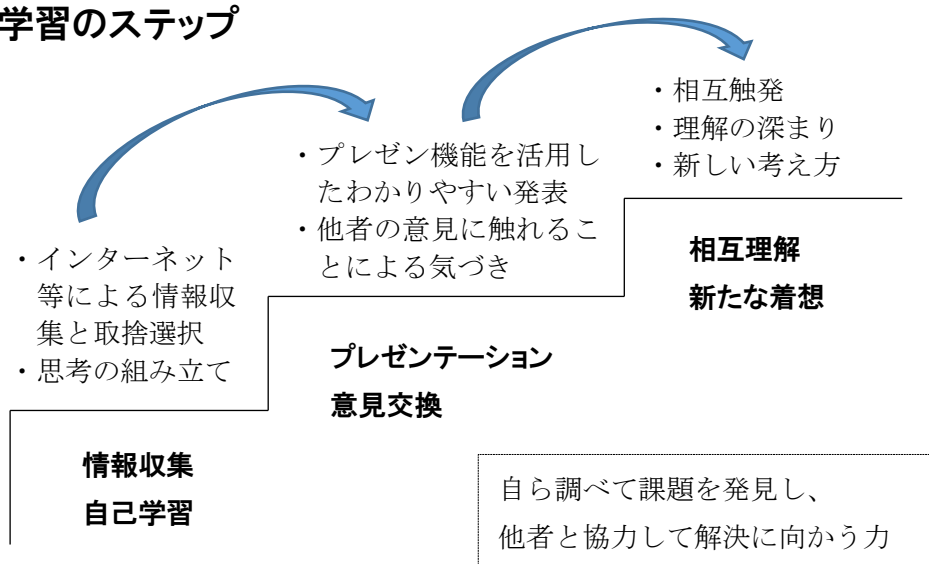 学習のステップ
・インターネット
等による情報収
集と取捨選択
・思考の組み立て
情報収集
自己学習
・プレゼン機能を活用し
たわかりやすい発表
・他者の意見に触れるこ
とによる気づき
プレゼンテーション
意見交換
・相互触発
・理解の深まり
・新しい考え方
相互理解
新たな着想
自ら調べて課題を発見し、
他者と協力して解決に向かう力